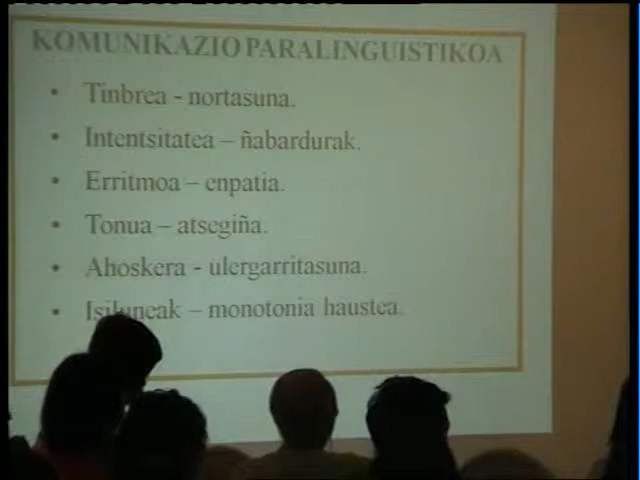 KOMUNIKAZIO PARALINGUISTIKOA
• Tinbrea - nortasuna.
• Intentsitatea – ñabardurak.
• Erritmoa – enpatia.
• Tonua – atsegiña.
• Ahoskera - ulergarritasuna.
• Isiluneak – monotonia haustea.